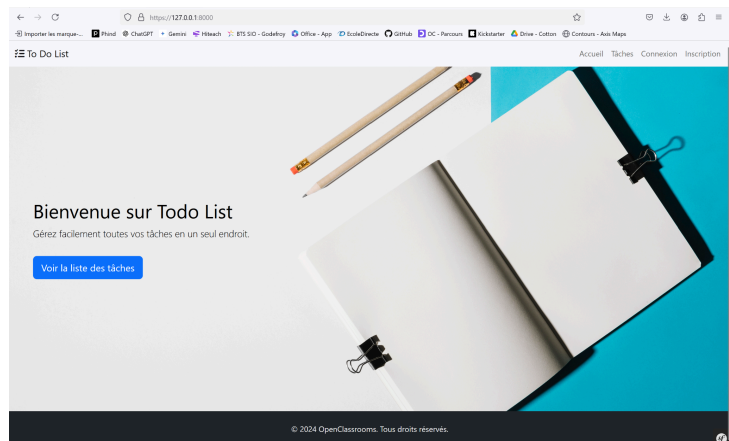 https://127.0.0.1:8000
Importer les marque-... Phind ChatGPT Gemini Hiteach BTS SIO - Godefroy Office - App EcoleDirecte GitHub OC - Parcours Kickstarter Drive - Cotton Contours - Axis Maps
To Do List Accueil Tâches Connexion Inscription
Bienvenue sur Todo List
Gérez facilement toutes vos tâches en un seul endroit.
Voir la liste des tâches
© 2024 OpenClassrooms. Tous droits réservés.